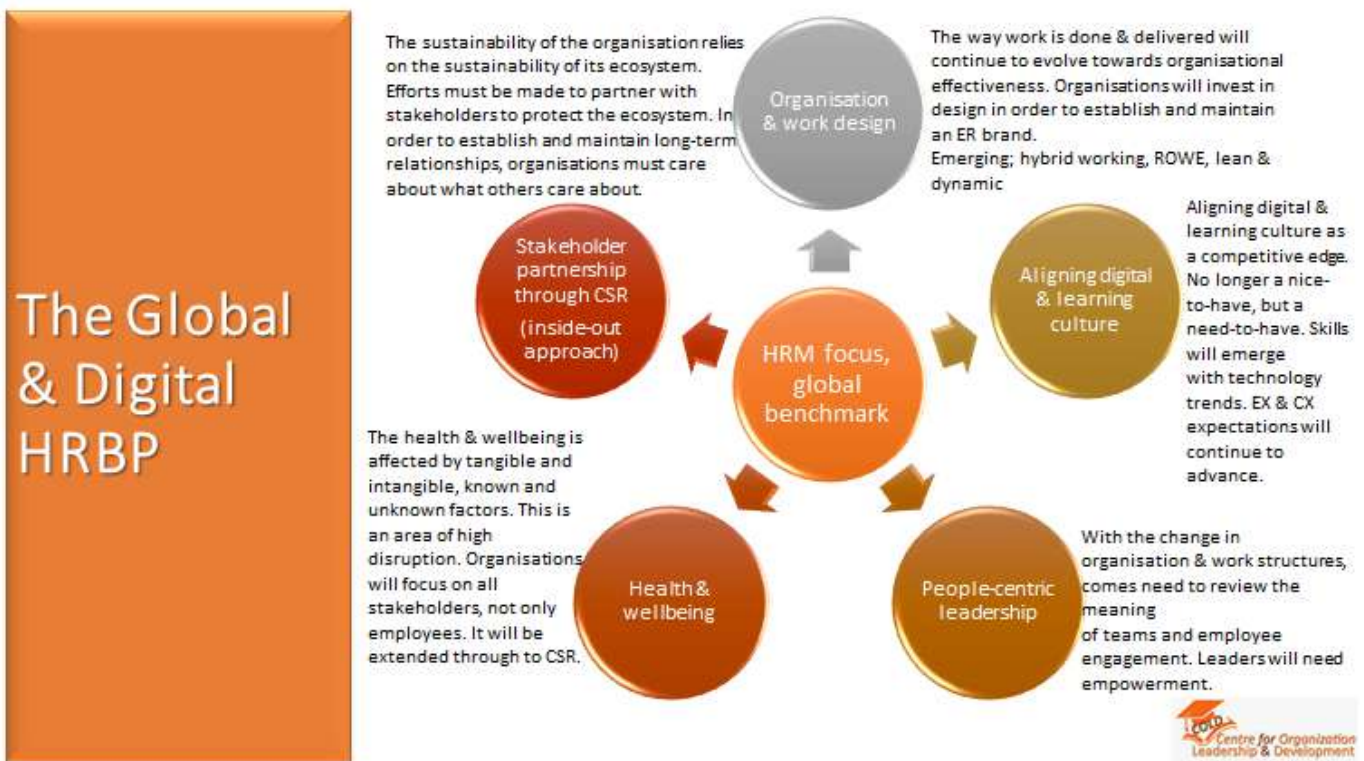 The Global
& Digital
HRBP
The sustainability of the organisation relies
on the sustainability of its ecosystem.
Efforts must be made to partner with
stakeholders to protect the ecosystem. In
order to establish and maintain long-term
relationships, organisations must care
about what others care about.
Organisation
& work design
The way work is done & delivered will
continue to evolve towards organisational
effectiveness. Organisations will invest in
design in order to establish and maintain
an ER brand.
Emerging; hybrid working, ROWE, lean &
dynamic
Stakeholder
partnership
through CSR
(inside-out
approach)
HRM focus,
global
benchmark
Aligning digital
& learning
culture
Aligning digital &
learning culture as
a competitive edge.
No longer a nice-
to-have, but a
need-to-have. Skills
will emerge
with technology
trends. EX & CX
expectations will
continue to
advance.
The health & wellbeing is
affected by tangible and
intangible, known and
unknown factors. This is
an area of high
disruption. Organisations
will focus on all
stakeholders, not only
employees. It will be
extended through to CSR.
Health &
wellbeing
People-centric
leadership
With the change in
organisation & work structures,
comes need to review the
meaning
of teams and employee
engagement. Leaders will need
empowerment.
COLD
Centre for Organization
Leadership & Development